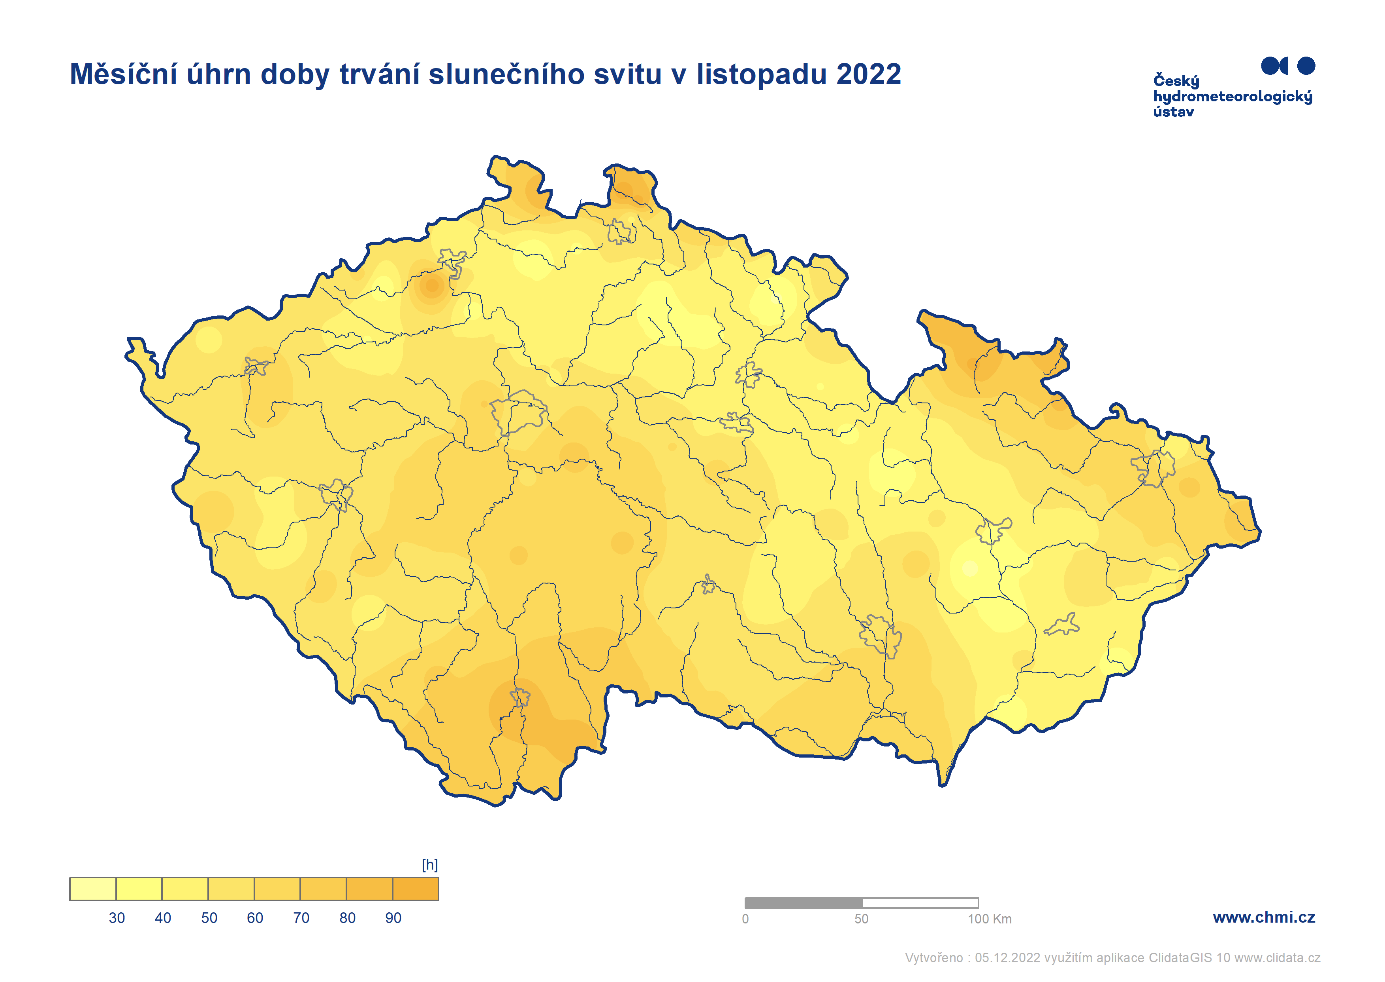 Měsíční úhrn doby trvání slunečního svitu v listopadu 2022
Český
hydrometeorologický
ústav
[h]
30 40 50 60 70 80 90
0 50 100 Km
www.chmi.cz
Vytvořeno : 05.12.2022 využitím aplikace ClidataGIS 10 www.clidata.cz